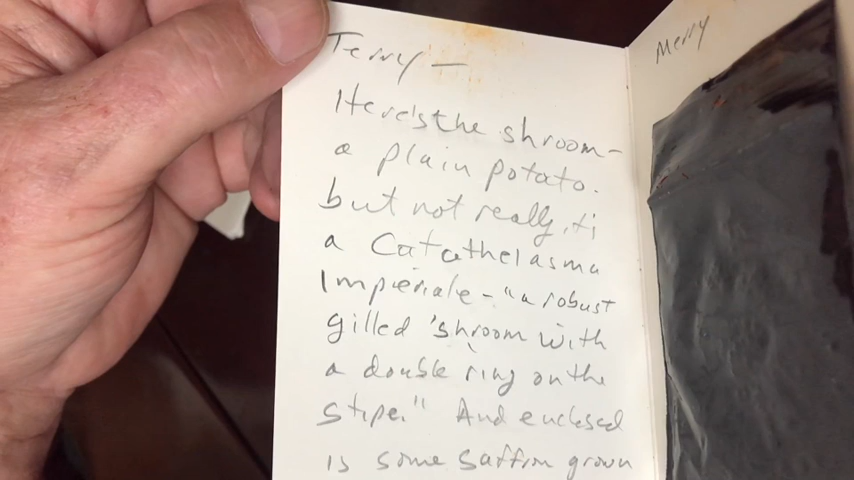 Terry —
Here's the shroom -
a plain potato.
but not really, it's
a Catathelasma
Imperiale - "a robust
gilled 'shroom with
a double ring on the
stipe." And enclosed
is some saffron grown
Merry